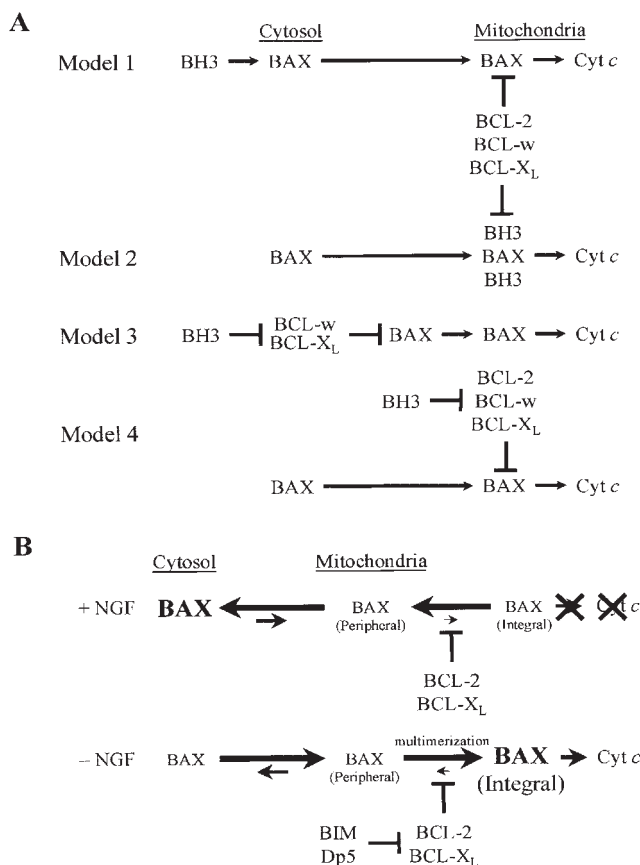 A
Cytosol Mitochondria
Model 1 BH3 BAX BAX Cyt c
BCL-2
BCL-w
BCL-XL
BH3
Model 2 BAX BAX Cyt c
BH3
Model 3 BH3 BCL-w BAX BAX Cyt c
BCL-XL
BCL-2
BH3 BCL-w
BCL-XL
Model 4
BAX BAX Cyt c
B
Cytosol Mitochondria
+ NGF BAX BAX BAX Cyt c
(Peripheral) (Integral)
BCL-2
BCL-XL
multimerization
– NGF BAX BAX BAX Cyt c
(Peripheral) (Integral)
BIM BCL-2
Dp5 BCL-XL